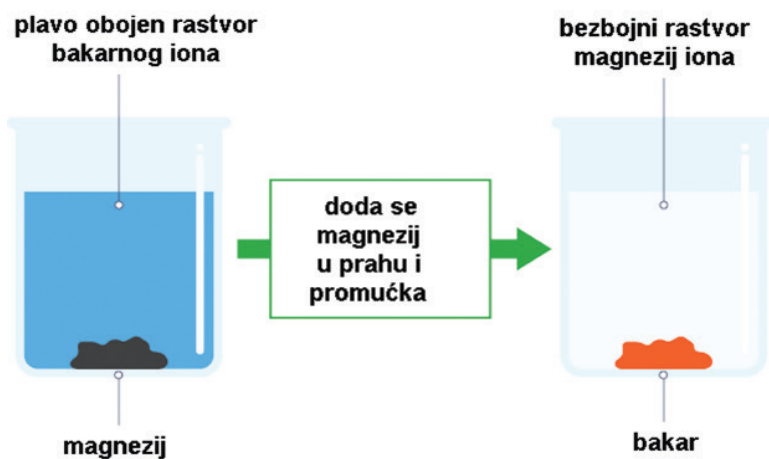 plavo obojen rastvor
bakarnog iona
bezbojni rastvor
magnezij iona
doda se
magnezij
u prahu i
promućka
magnezij
bakar